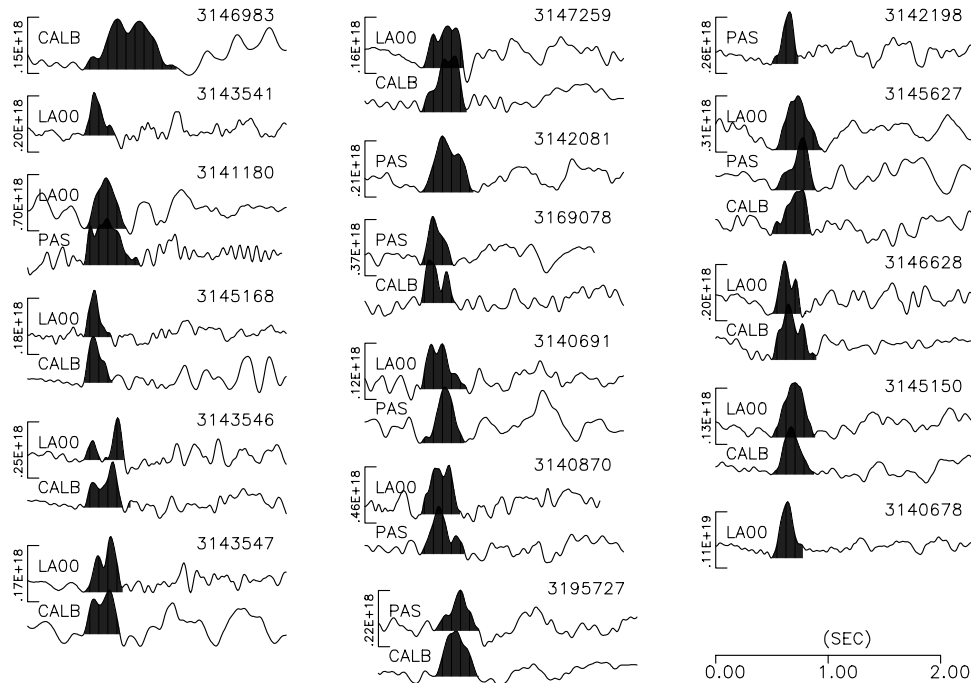 3146983
CALB
.15E+18
3143541
LA00
.20E+18
3141180
LA00
.70E+18
PAS
3145168
LA00
.18E+18
CALB
3143546
LA00
.25E+18
CALB
3143547
LA00
.17E+18
CALB
3147259
LA00
.16E+18
CALB
3142081
PAS
.21E+18
3169078
PAS
.37E+18
CALB
3140691
LA00
.12E+18
PAS
3140870
LA00
.46E+18
PAS
3195727
PAS
.22E+18
CALB
3142198
PAS
.26E+18
3145627
LA00
.31E+18
PAS
CALB
3146628
LA00
.20E+18
CALB
3145150
LA00
.13E+18
CALB
3140678
LA00
.11E+19
(SEC)
0.00 1.00 2.00